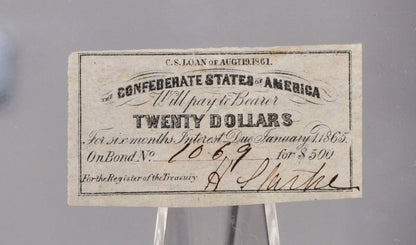 C.S. LOAN OF AUGT 19, 1861.
THE CONFEDERATE STATES OF AMERICA
Will pay to Bearer
TWENTY DOLLARS
For six months Interest Due January 1, 1865.
On Bond No. 1069 for $500
For the Register of the Treasury